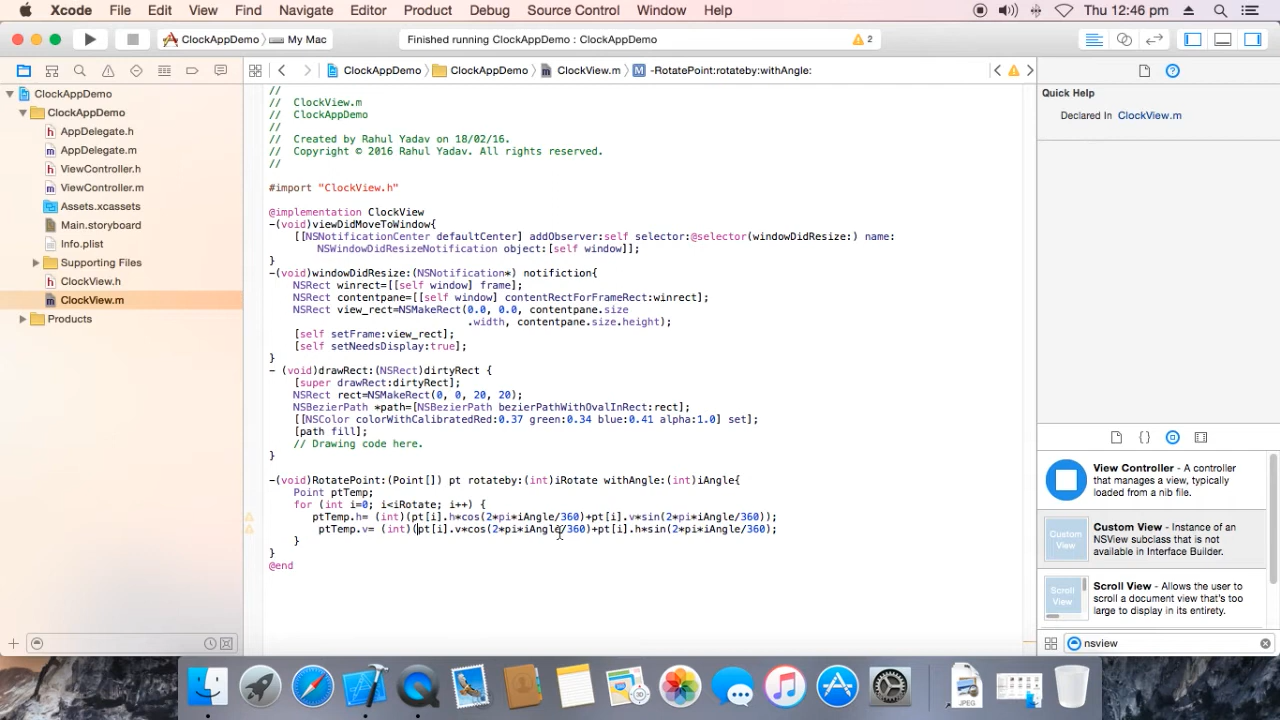 Xcode File Edit View Find Navigate Editor Product Debug Source Control Window Help Thu 12:46 pm
ClockAppDemo My Mac Finished running ClockAppDemo : ClockAppDemo 2
ClockAppDemo ClockAppDemo ClockView.m M -RotatePoint:rotateby:withAngle:
ClockAppDemo
ClockAppDemo
h AppDelegate.h
m AppDelegate.m
h ViewController.h
m ViewController.m
Assets.xcassets
Main.storyboard
Info.plist
Supporting Files
h ClockView.h
m ClockView.m
Products
//
// ClockView.m
// ClockAppDemo
//
// Created by Rahul Yadav on 18/02/16.
// Copyright © 2016 Rahul Yadav. All rights reserved.
//
#import "ClockView.h"
@implementation ClockView
-(void)viewDidMoveToWindow{
[[NSNotificationCenter defaultCenter] addObserver:self selector:@selector(windowDidResize:) name:
NSWindowDidResizeNotification object:[self window]];
}
-(void)windowDidResize:(NSNotification*) notifiction{
NSRect winrect=[[self window] frame];
NSRect contentpane=[[self window] contentRectForFrameRect:winrect];
NSRect view_rect=NSMakeRect(0.0, 0.0, contentpane.size
.width, contentpane.size.height);
[self setFrame:view_rect];
[self setNeedsDisplay:true];
}
- (void)drawRect:(NSRect)dirtyRect {
[super drawRect:dirtyRect];
NSRect rect=NSMakeRect(0, 0, 20, 20);
NSBezierPath *path=[NSBezierPath bezierPathWithOvalInRect:rect];
[[NSColor colorWithCalibratedRed:0.37 green:0.34 blue:0.41 alpha:1.0] set];
[path fill];
// Drawing code here.
}
-(void)RotatePoint:(Point[]) pt rotateby:(int)iRotate withAngle:(int)iAngle{
Point ptTemp;
for (int i=0; i<iRotate; i++) {
ptTemp.h= (int)(pt[i].h*cos(2*pi*iAngle/360)+pt[i].v*sin(2*pi*iAngle/360));
ptTemp.v= (int)(pt[i].v*cos(2*pi*iAngle/360)+pt[i].h*sin(2*pi*iAngle/360);
}
}
@end
Quick Help
Declared In ClockView.m
View Controller - A controller
that manages a view, typically
loaded from a nib file.
Custom
View
Custom View - Instance of an
NSView subclass that is not
available in Interface Builder.
Scroll View - Allows the user to
scroll a document view that's too
large to display in its entirety.
nsview
JPEG